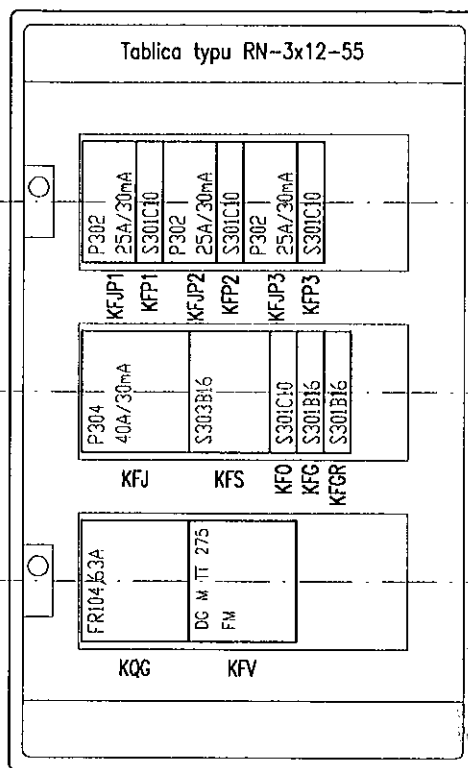 Tablica typu RN-3x12-55
P302
25A/30mA
S301C10
P302
25A/30mA
S301C10
P302
25A/30mA
S301C10
KFJP1
KFP1
KFJP2
KFP2
KFJP3
KFP3
P304
40A/30mA
S303B16
S301C10
S301B16
S301B16
KFJ
KFS
KFO
KFG
KFGR
FR104/63A
DG M TT 275
FM
KQG
KFV